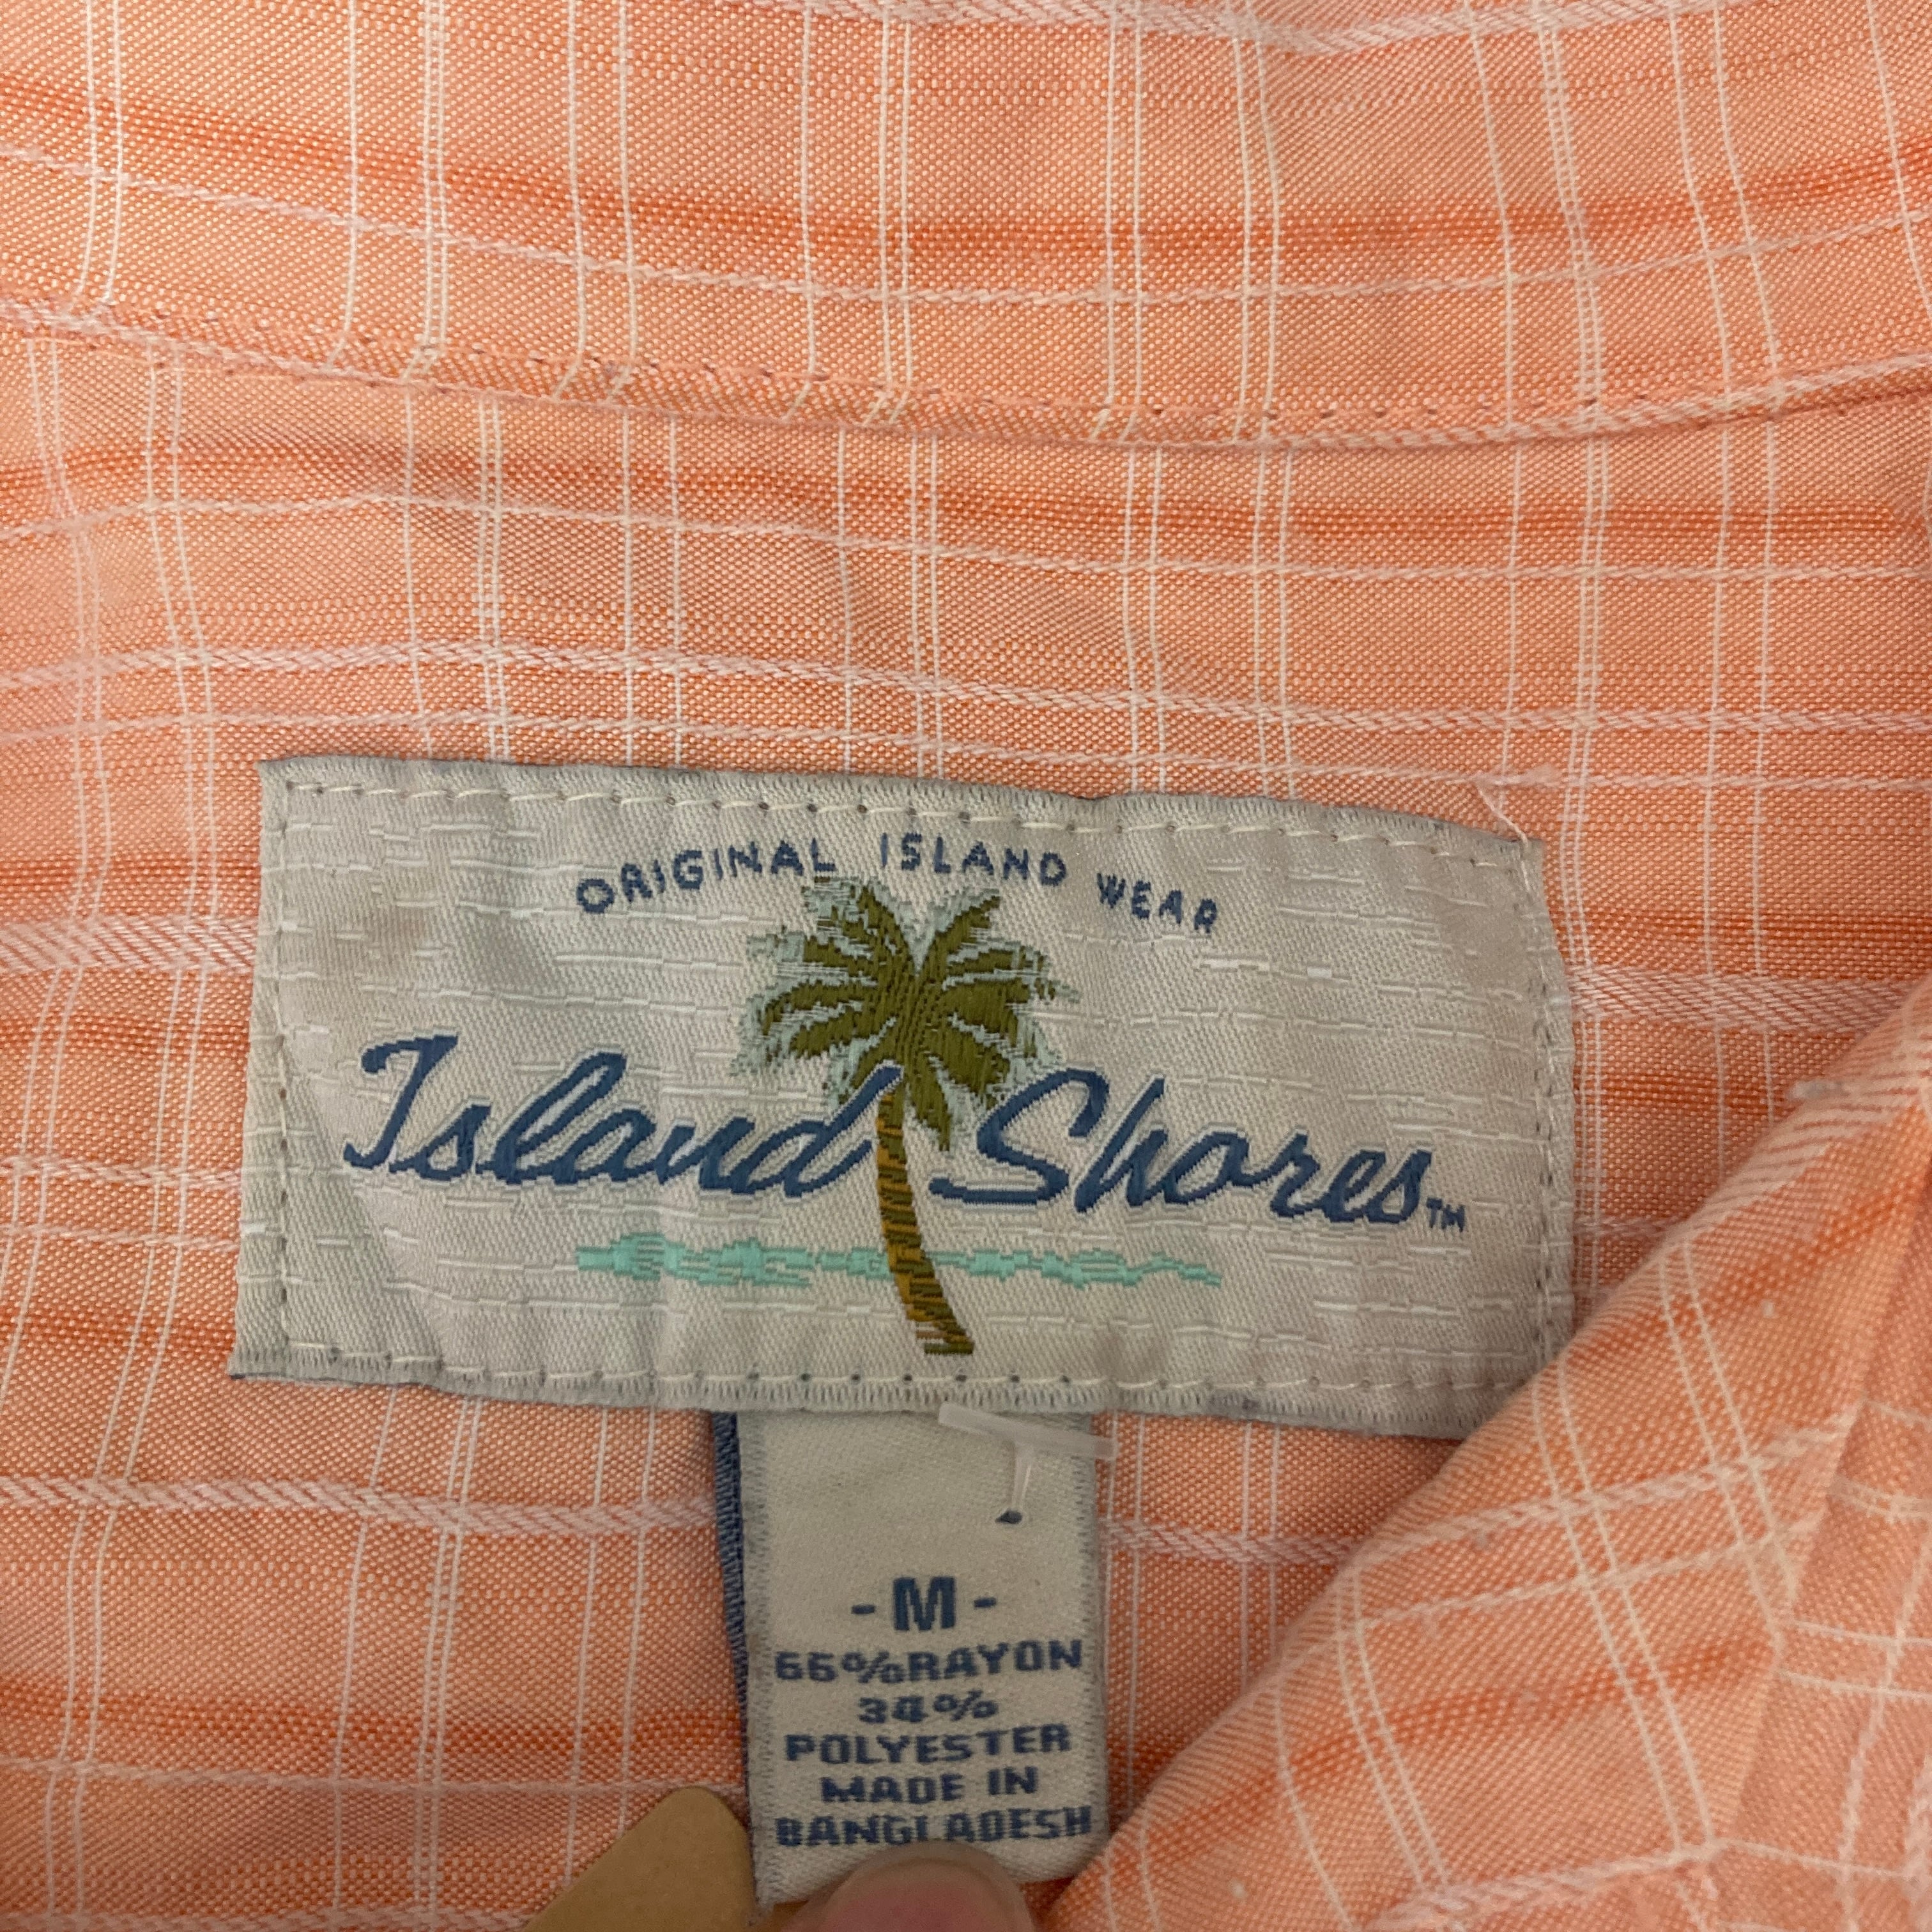 ORIGINAL ISLAND WEAR
Island Shores™
- M -
66%RAYON
34%
POLYESTER
MADE IN
BANGLADESH